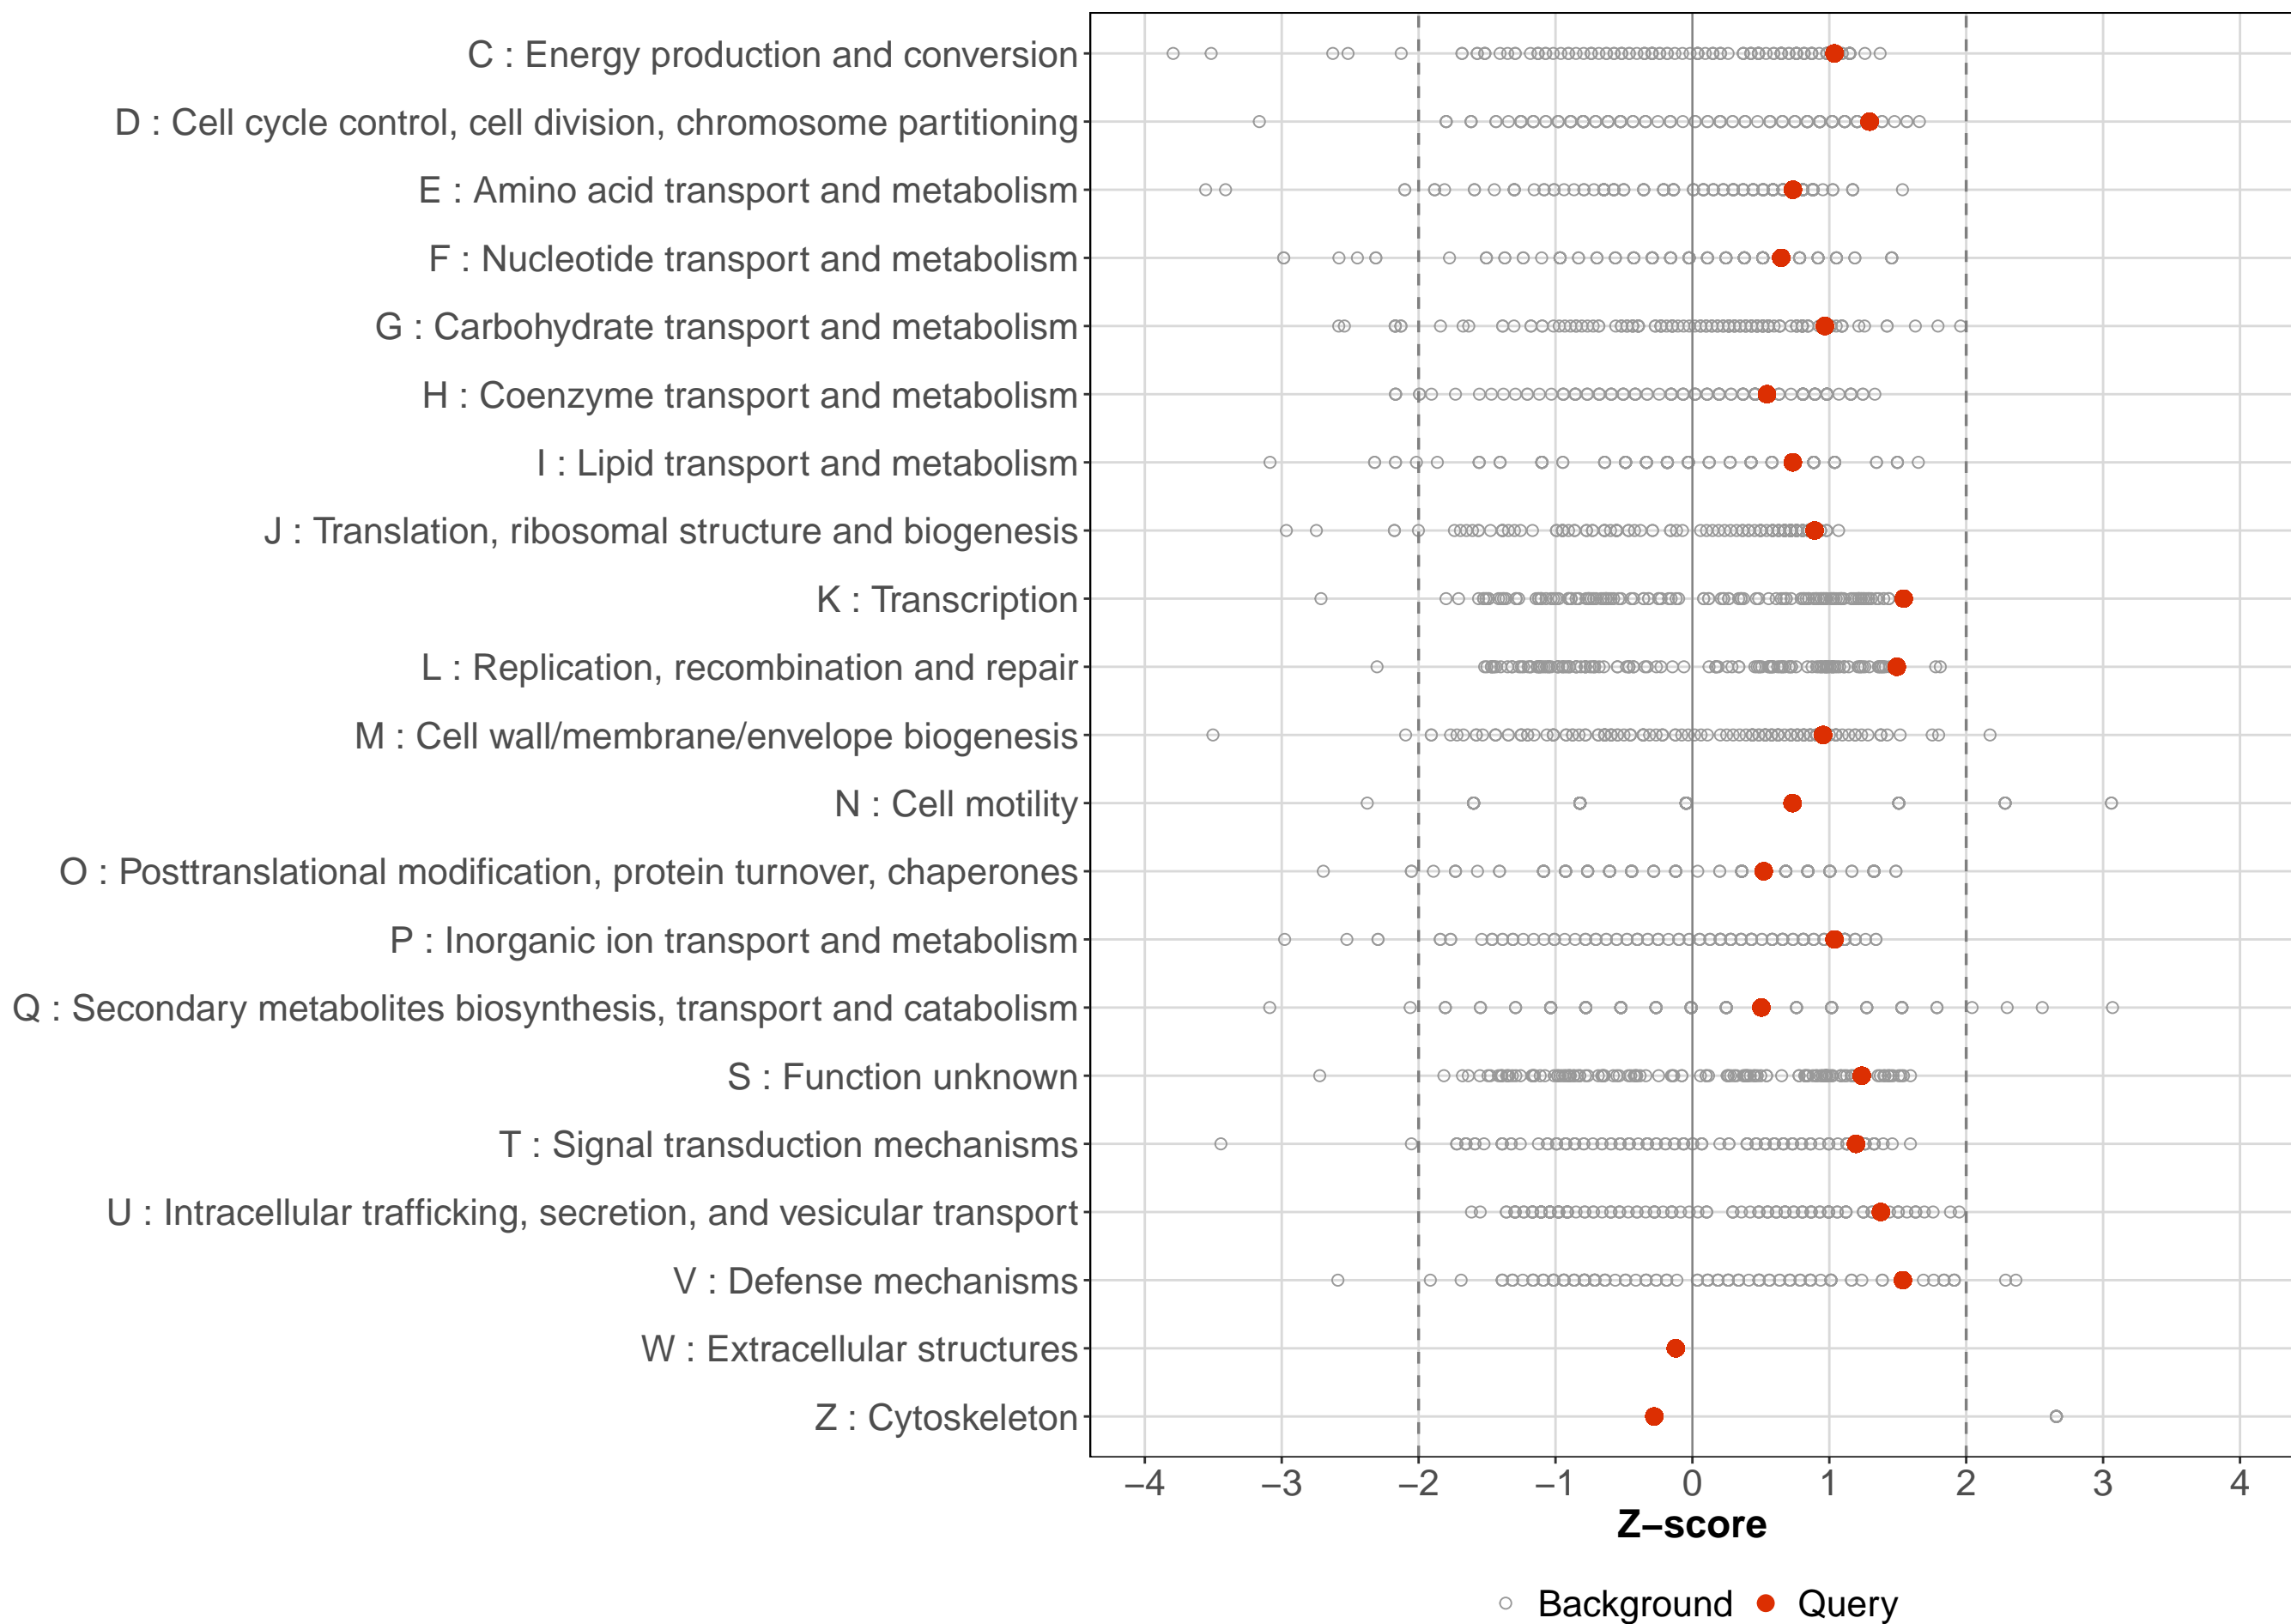 C : Energy production and conversion
D : Cell cycle control, cell division, chromosome partitioning
E : Amino acid transport and metabolism
F : Nucleotide transport and metabolism
G : Carbohydrate transport and metabolism
H : Coenzyme transport and metabolism
I : Lipid transport and metabolism
J : Translation, ribosomal structure and biogenesis
K : Transcription
L : Replication, recombination and repair
M : Cell wall/membrane/envelope biogenesis
N : Cell motility
O : Posttranslational modification, protein turnover, chaperones
P : Inorganic ion transport and metabolism
Q : Secondary metabolites biosynthesis, transport and catabolism
S : Function unknown
T : Signal transduction mechanisms
U : Intracellular trafficking, secretion, and vesicular transport
V : Defense mechanisms
W : Extracellular structures
Z : Cytoskeleton
−4 −3 −2 −1 0 1 2 3 4
Z−score
Background Query